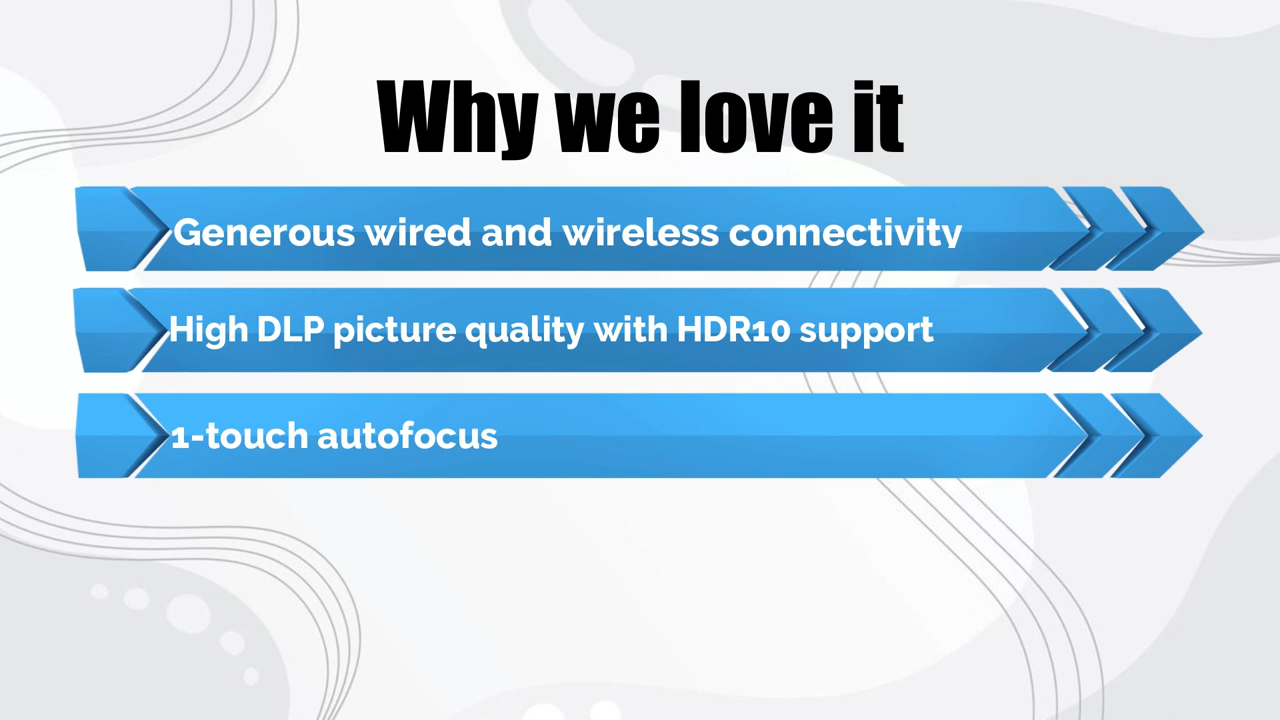 Why we love it
Generous wired and wireless connectivity
High DLP picture quality with HDR10 support
1-touch autofocus